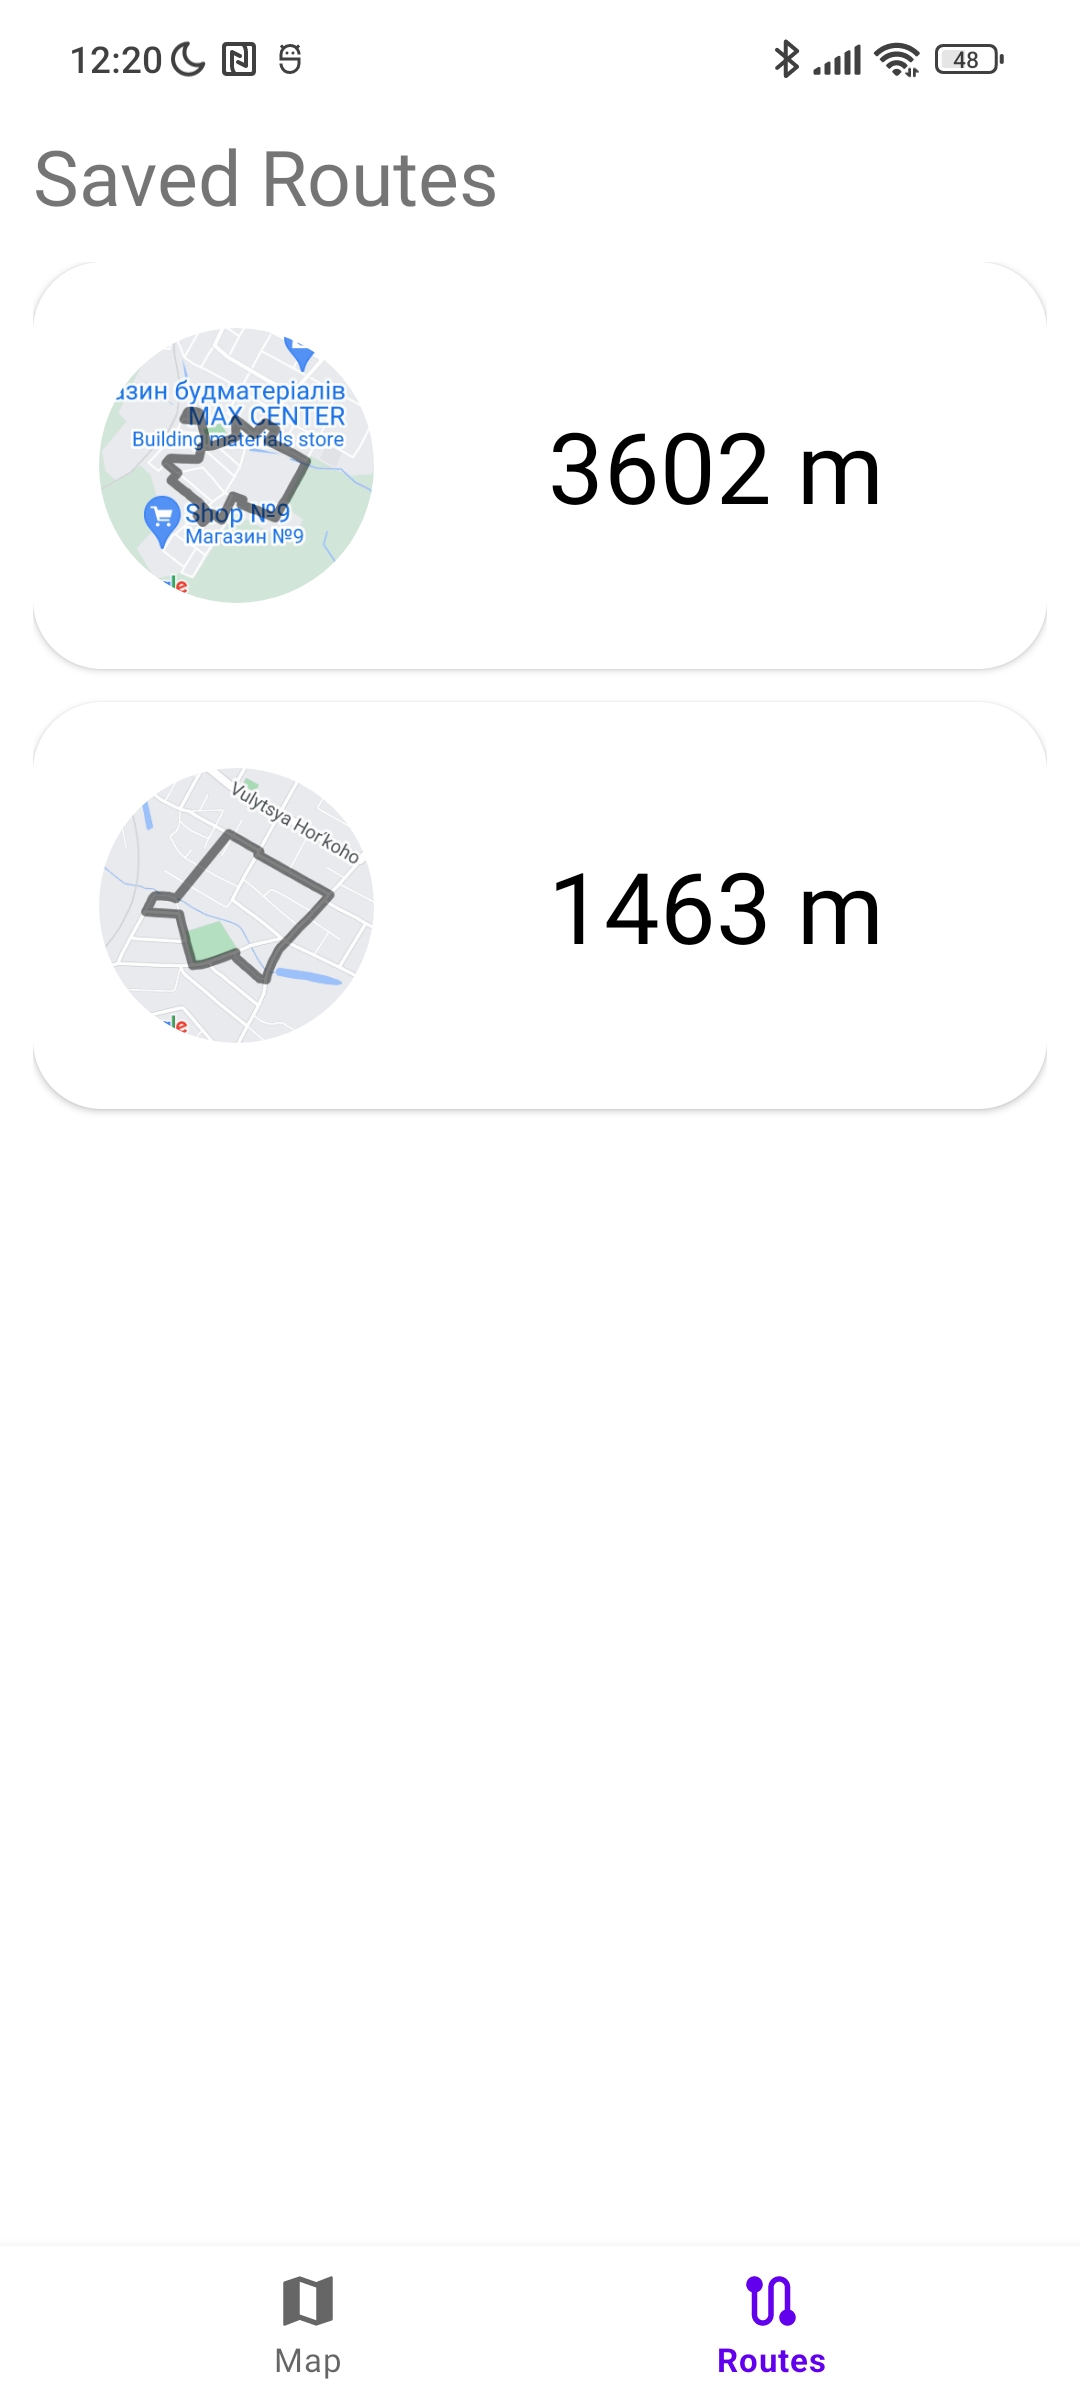 12:20
48
Saved Routes
азин будматеріалів
MAX CENTER
Building materials store
Shop №9
Магазин №9
3602 m
Vulytsya Hor'koho
1463 m
Map
Routes